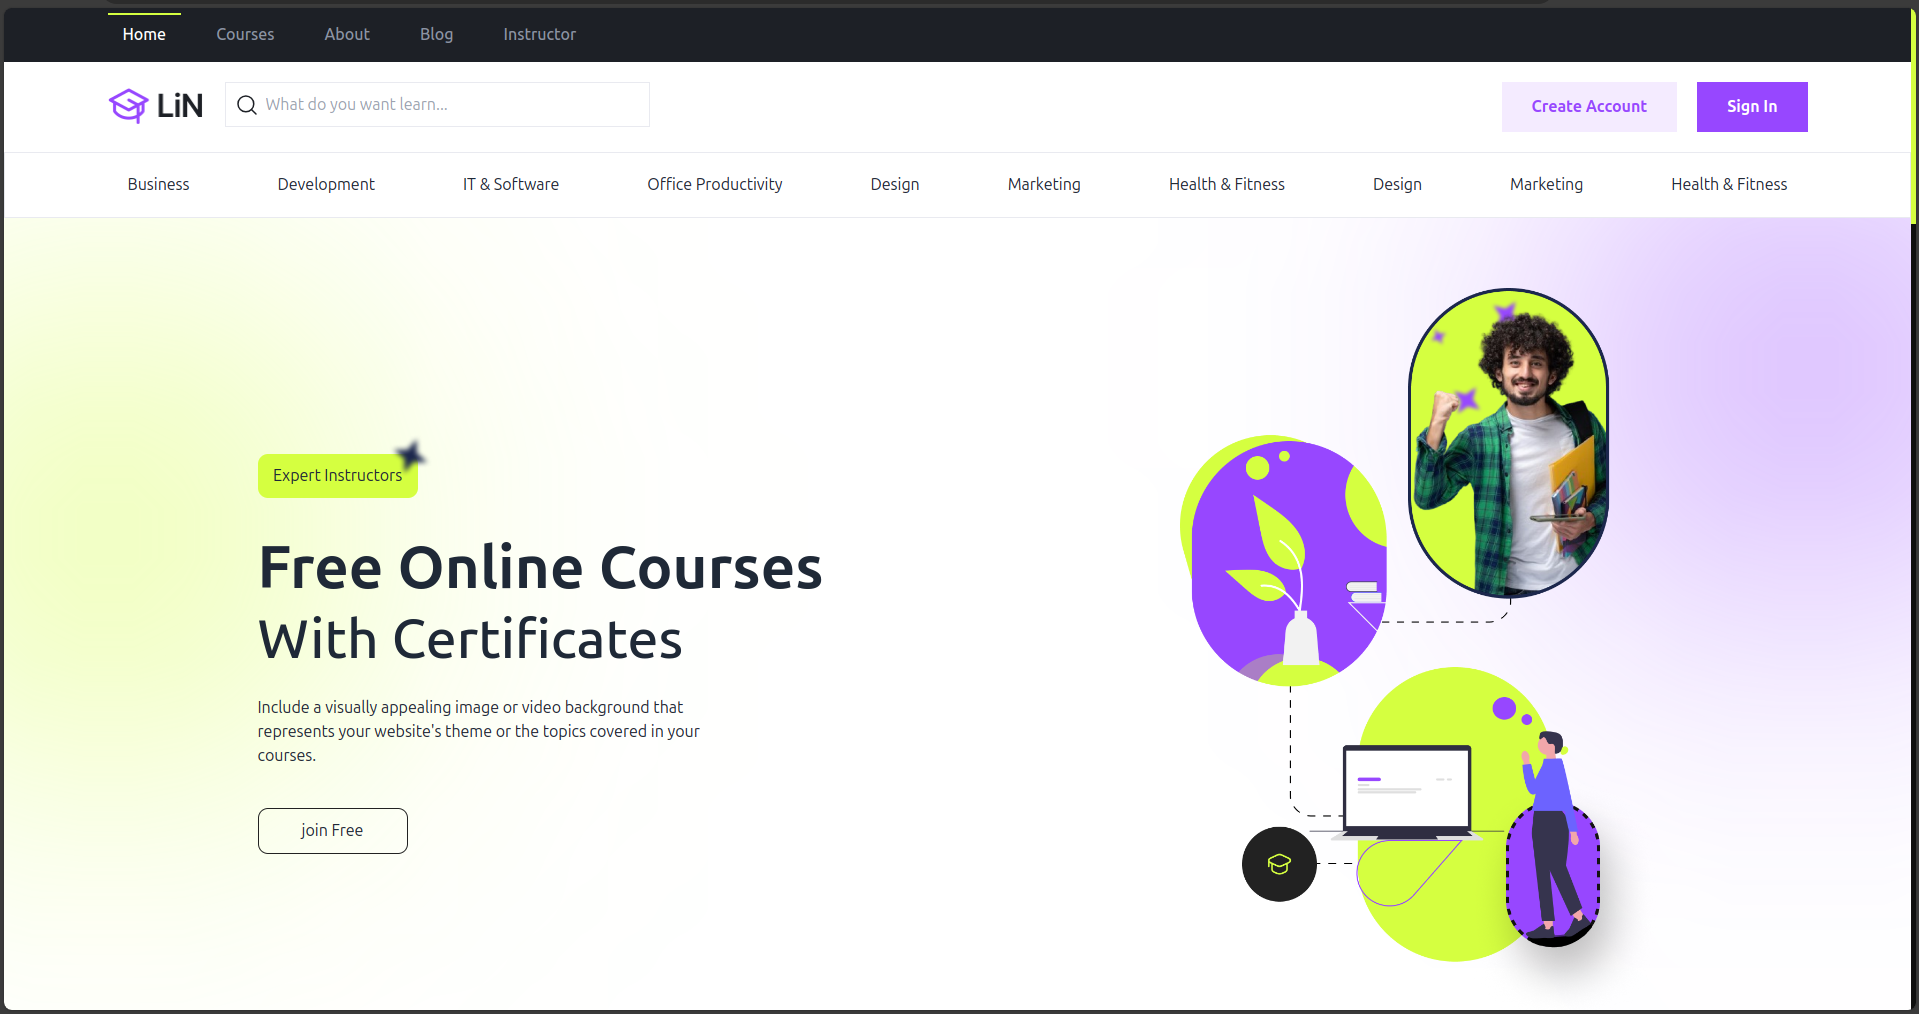 Home Courses About Blog Instructor
LiN What do you want learn... Create Account Sign In
Business Development IT & Software Office Productivity Design Marketing Health & Fitness Design Marketing Health & Fitness
Expert Instructors
Free Online Courses
With Certificates
Include a visually appealing image or video background that
represents your website's theme or the topics covered in your
courses.
join Free